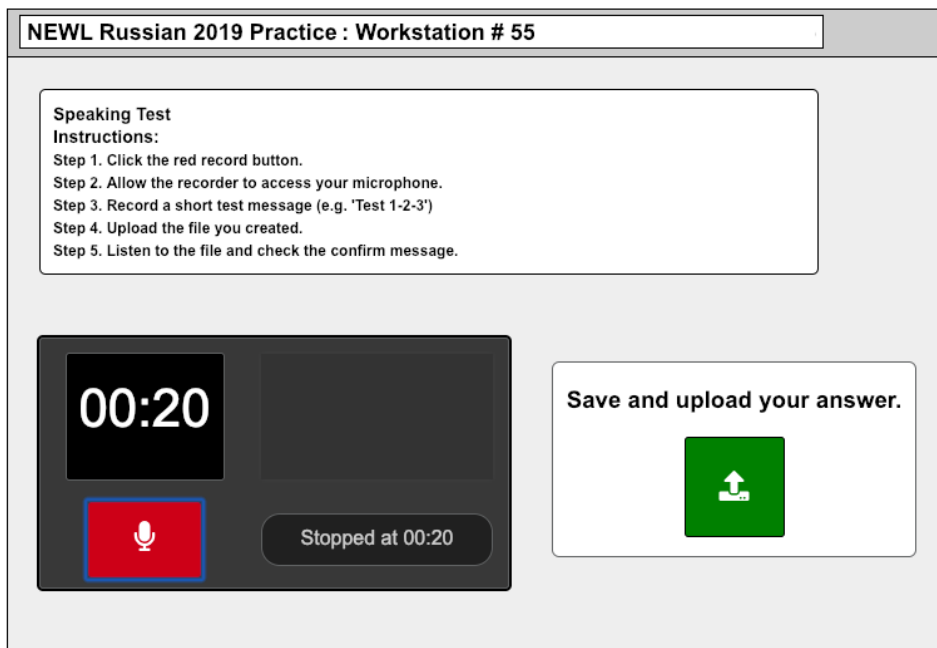 NEWL Russian 2019 Practice : Workstation # 55
Speaking Test
Instructions:
Step 1. Click the red record button.
Step 2. Allow the recorder to access your microphone.
Step 3. Record a short test message (e.g. 'Test 1-2-3')
Step 4. Upload the file you created.
Step 5. Listen to the file and check the confirm message.
00:20
Stopped at 00:20
Save and upload your answer.